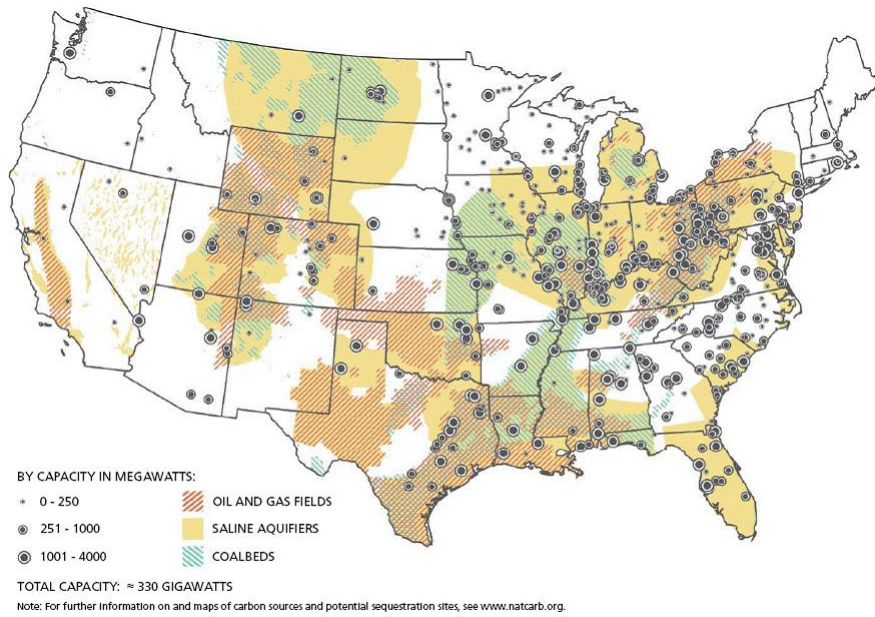 BY CAPACITY IN MEGAWATTS:
0 - 250
251 - 1000
1001 - 4000
OIL AND GAS FIELDS
SALINE AQUIFIERS
COALBEDS
TOTAL CAPACITY: ≈ 330 GIGAWATTS
Note: For further information on and maps of carbon sources and potential sequestration sites, see www.natcarb.org.